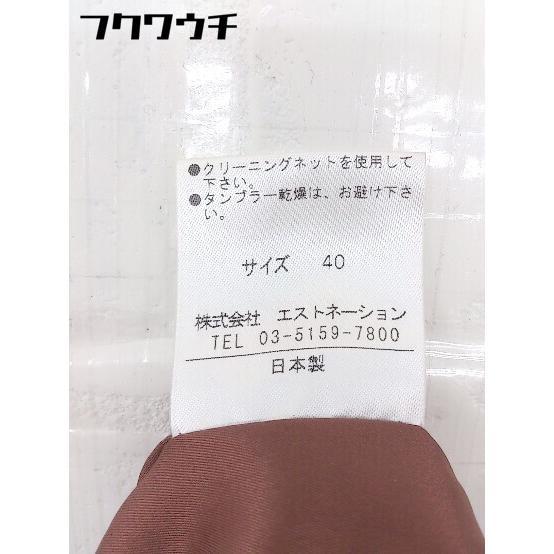 フクワウチ
●クリーニングネットを使用して
下さい。
●タンブラー乾燥は、お避け下さ
い。
サイズ 40
株式会社 エストネーション
TEL 03-5159-7800
日本製